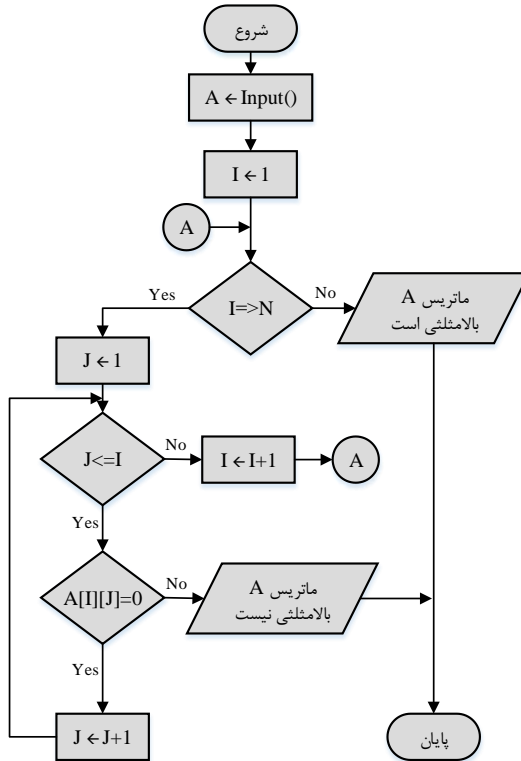 شروع
A ← Input()
I ← 1
A
I=>N
Yes
No
ماتریس A
بالامثلثی است
J ← 1
J<=I
No
I ← I+1
A
Yes
A[I][J]=0
No
ماتریس A
بالامثلثی نیست
Yes
J ← J+1
پایان